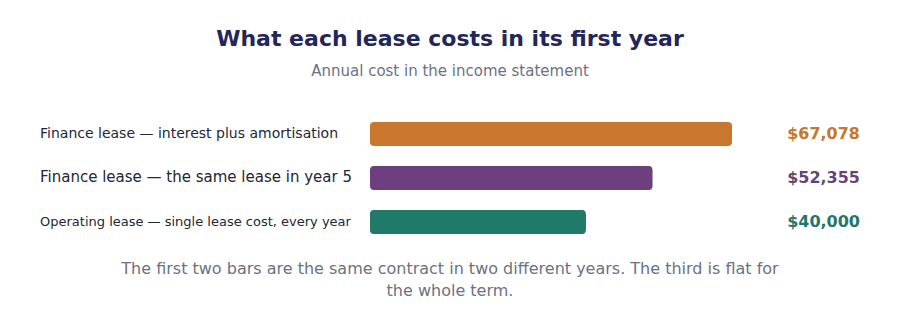 What each lease costs in its first year
Annual cost in the income statement
Finance lease — interest plus amortisation $67,078
Finance lease — the same lease in year 5 $52,355
Operating lease — single lease cost, every year $40,000
The first two bars are the same contract in two different years. The third is flat for
the whole term.